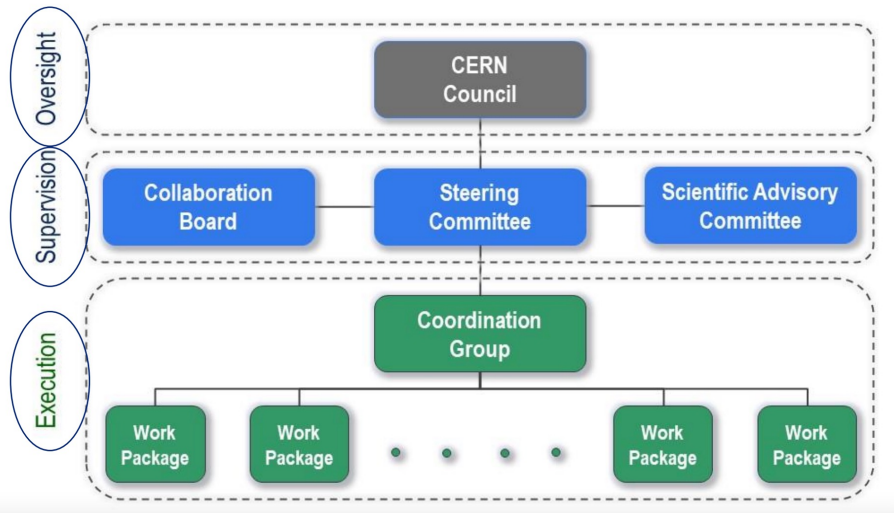 Oversight
CERN
Council
Supervision
Collaboration
Board
Steering
Committee
Scientific Advisory
Committee
Execution
Coordination
Group
Work
Package
Work
Package
Work
Package
Work
Package